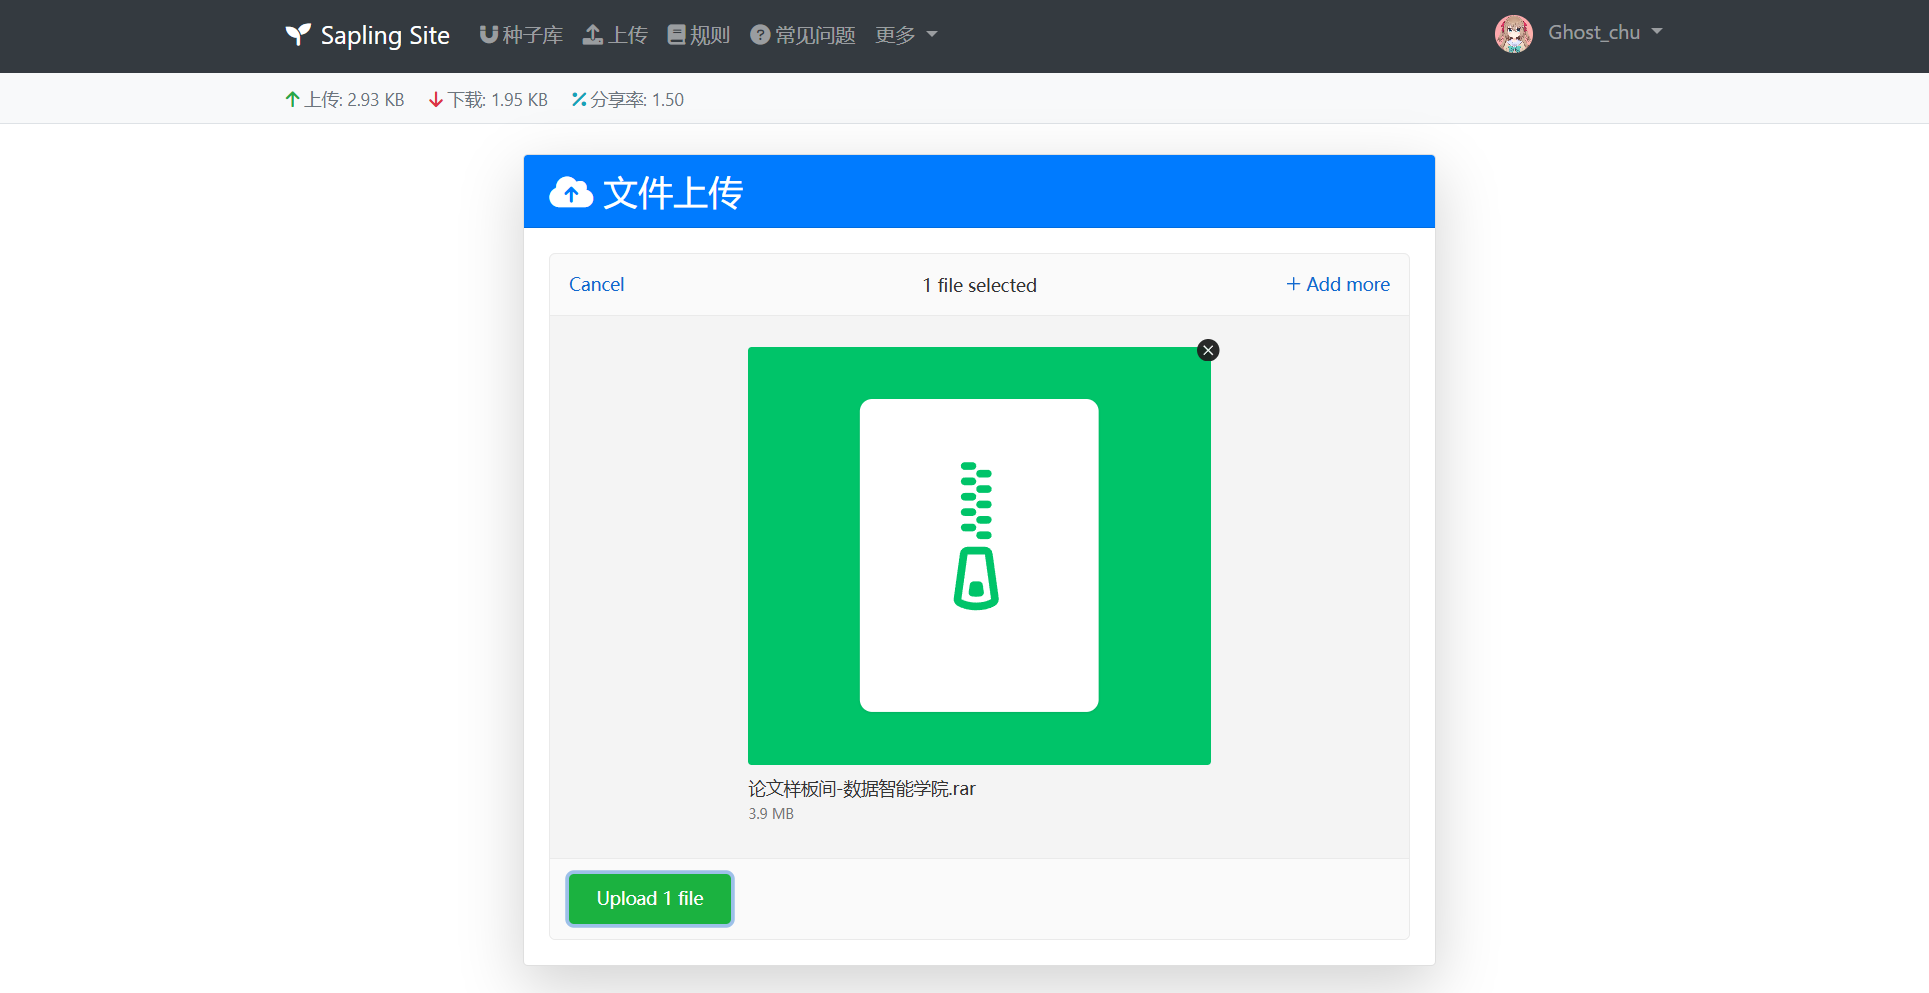 Sapling Site 种子库 上传 规则 常见问题 更多 Ghost_chu
上传: 2.93 KB 下载: 1.95 KB 分享率: 1.50
文件上传
Cancel 1 file selected + Add more
论文样板间-数据智能学院.rar
3.9 MB
Upload 1 file